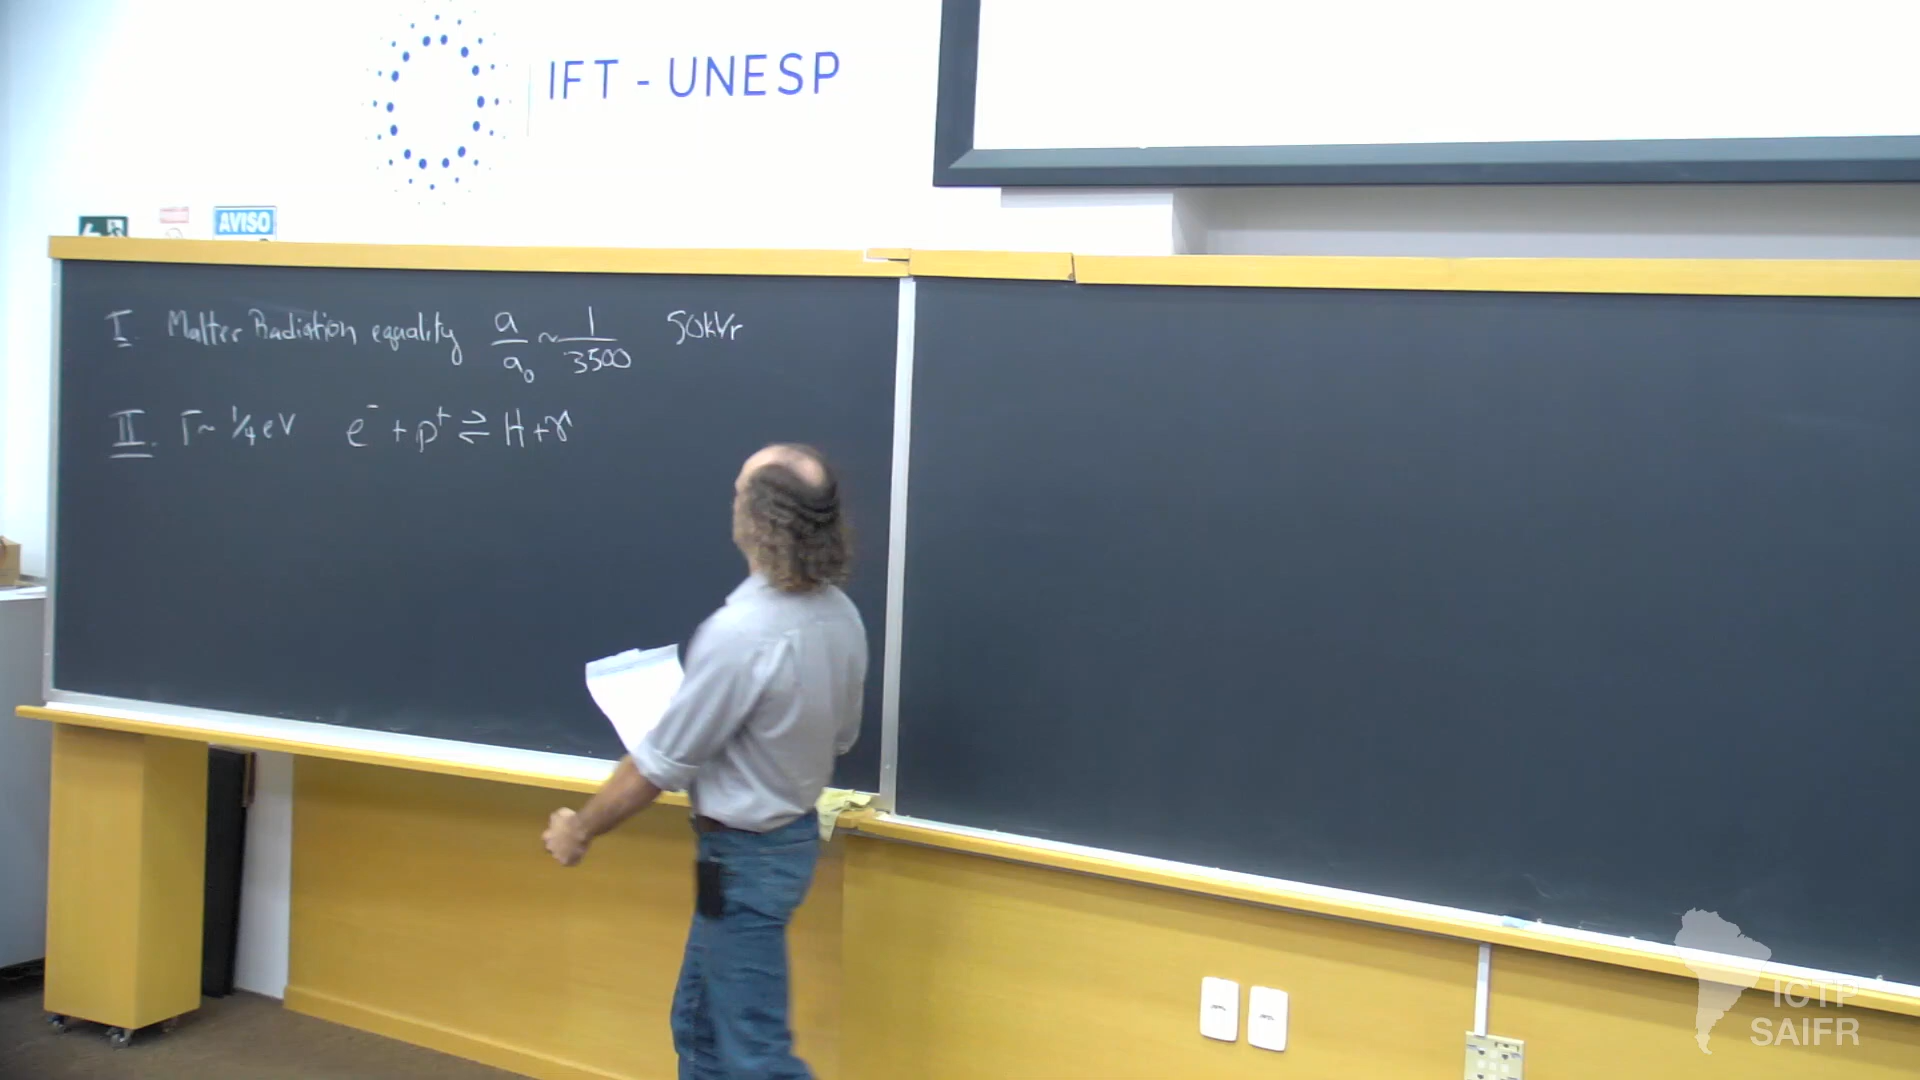 IFT - UNESP
AVISO
I. Matter Radiation equality a/a₀ ~ 1/3500 50kYr
II. T ~ 1/4 eV e⁻ + p⁺ ⇌ H + γ
ICTP
SAIFR